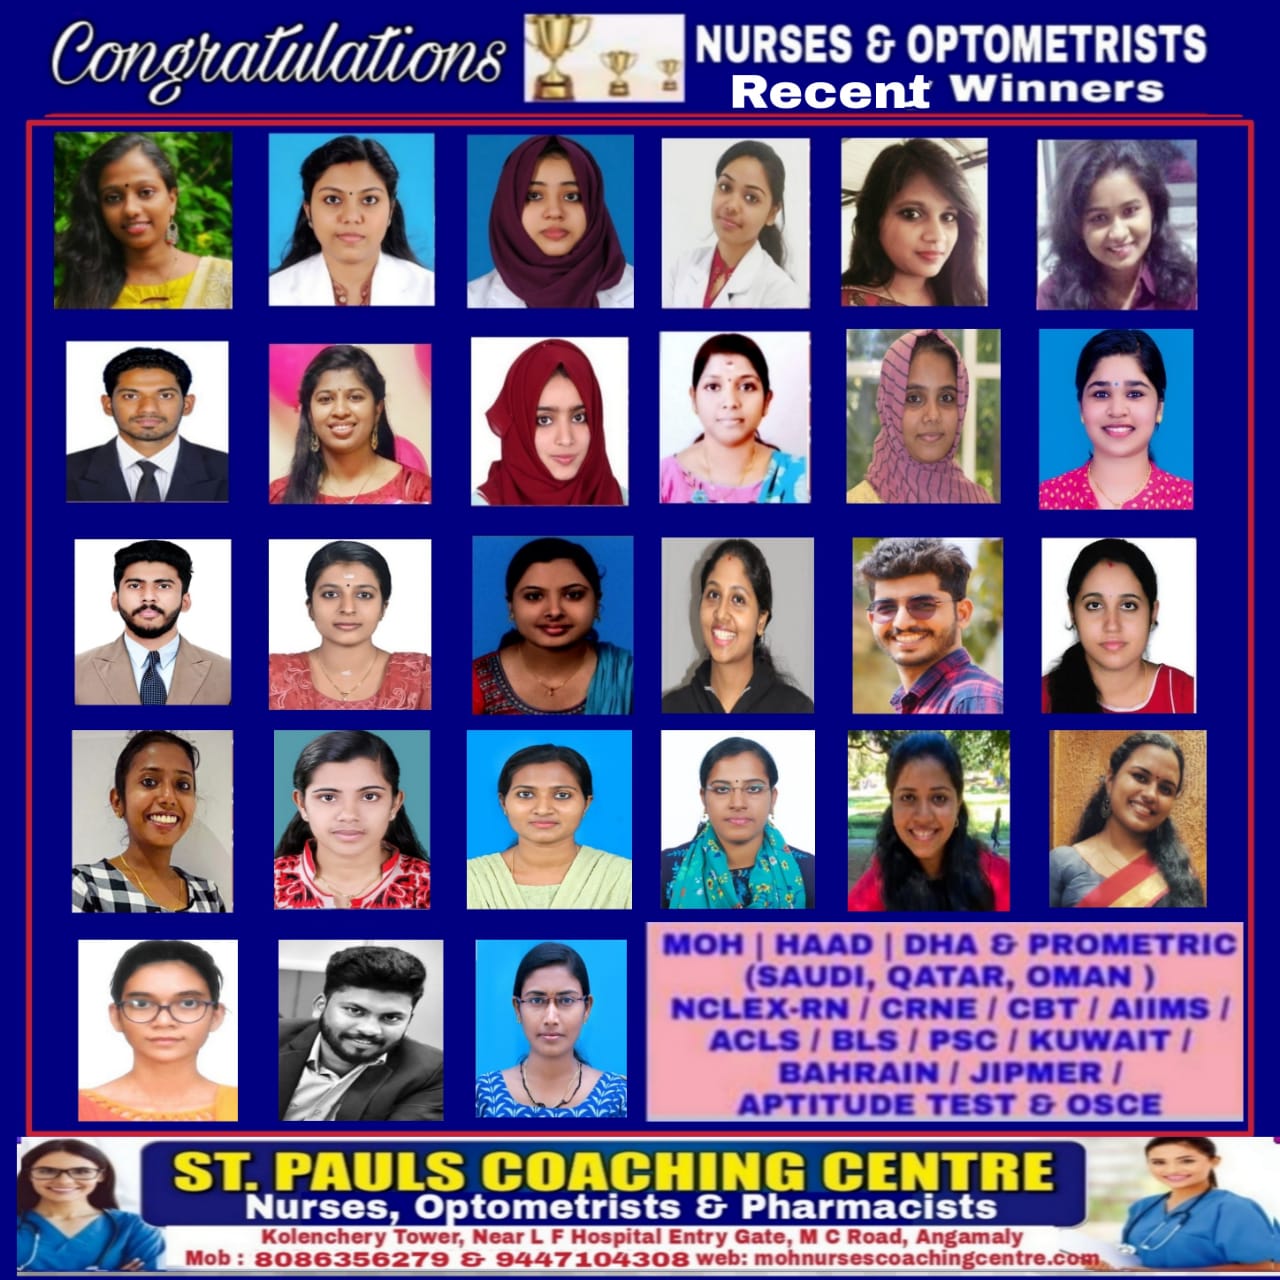 Congratulations
NURSES & OPTOMETRISTS
Recent Winners
MOH | HAAD | DHA & PROMETRIC
(SAUDI, QATAR, OMAN )
NCLEX-RN / CRNE / CBT / AIIMS /
ACLS / BLS / PSC / KUWAIT /
BAHRAIN / JIPMER /
APTITUDE TEST & OSCE
ST. PAULS COACHING CENTRE
Nurses, Optometrists & Pharmacists
Kolenchery Tower, Near L F Hospital Entry Gate, M C Road, Angamaly
Mob : 8086356279 & 9447104308 web: mohnursescoachingcentre.com